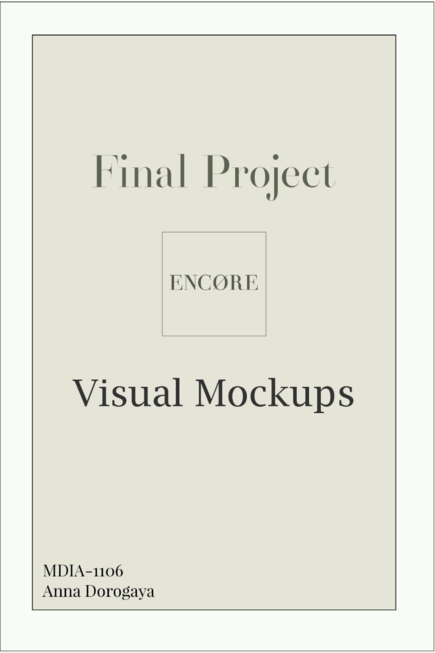 Final Project
ENCØRE
Visual Mockups
MDIA-1106
Anna Dorogaya